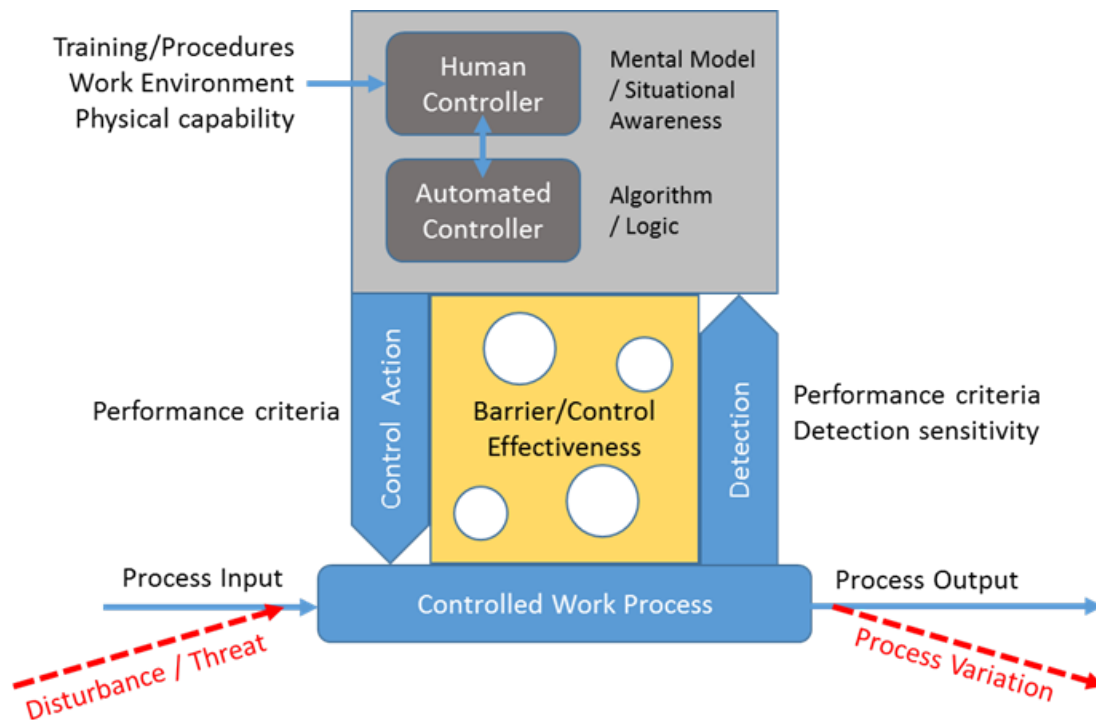 Training/Procedures
Work Environment
Physical capability
Human
Controller
Mental Model
/ Situational
Awareness
Automated
Controller
Algorithm
/ Logic
Performance criteria
Control Action
Barrier/Control
Effectiveness
Detection
Performance criteria
Detection sensitivity
Process Input
Controlled Work Process
Process Output
Disturbance / Threat
Process Variation